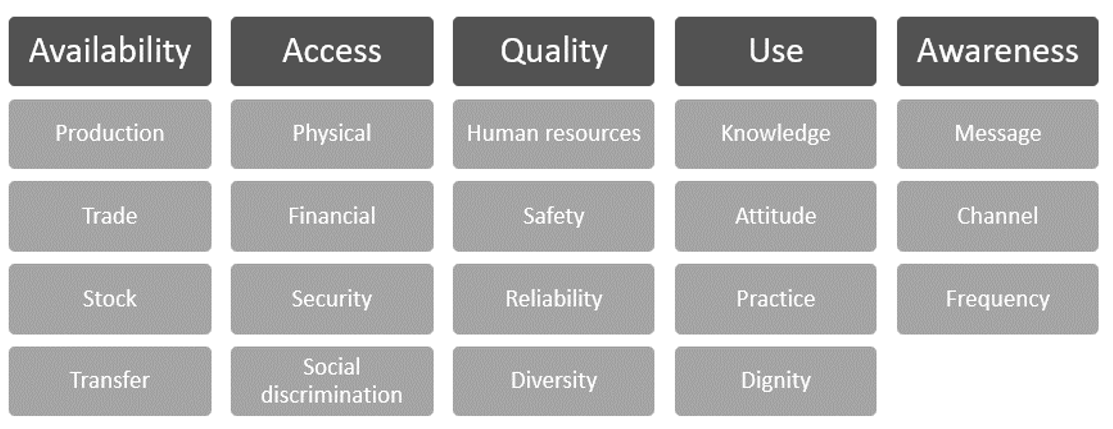 Availability
Access
Quality
Use
Awareness
Production
Physical
Human resources
Knowledge
Message
Trade
Financial
Safety
Attitude
Channel
Stock
Security
Reliability
Practice
Frequency
Transfer
Social
discrimination
Diversity
Dignity